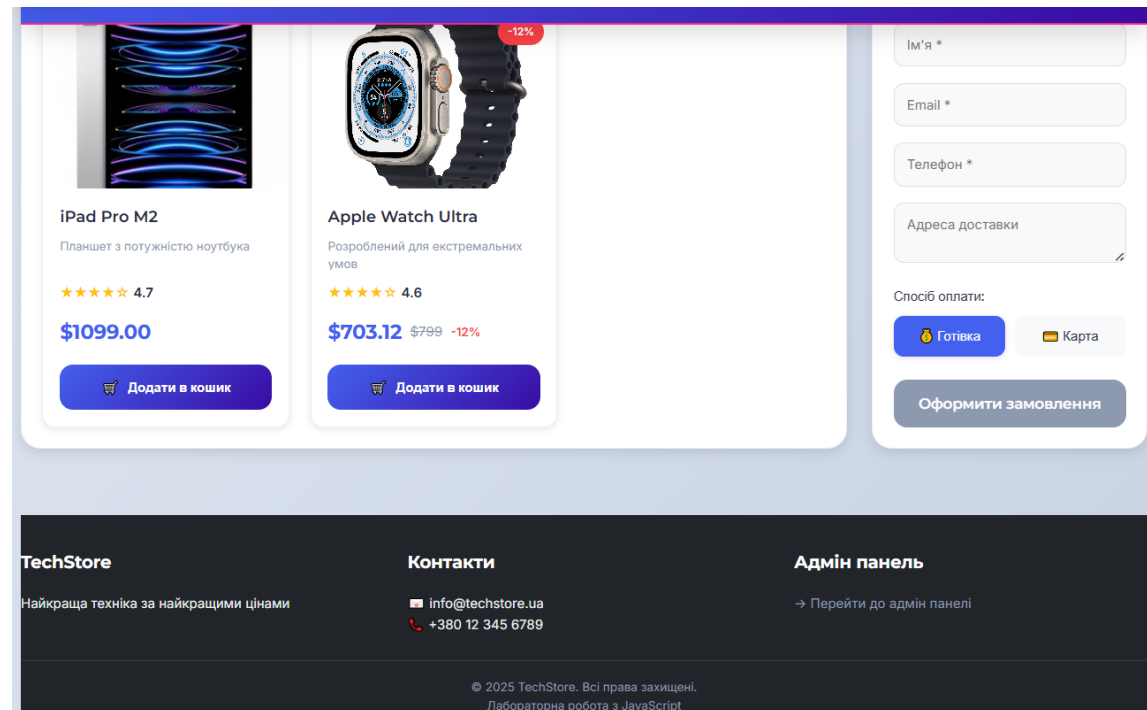 -12%
iPad Pro M2
Планшет з потужністю ноутбука
★★★★☆ 4.7
$1099.00
🛒 Додати в кошик
Apple Watch Ultra
Розроблений для екстремальних
умов
★★★★☆ 4.6
$703.12 $799 -12%
🛒 Додати в кошик
Ім'я *
Email *
Телефон *
Адреса доставки
Спосіб оплати:
💰 Готівка
💳 Карта
Оформити замовлення
TechStore
Найкраща техніка за найкращими цінами
Контакти
📧 info@techstore.ua
📞 +380 12 345 6789
Адмін панель
→ Перейти до адмін панелі
© 2025 TechStore. Всі права захищені.
Лабораторна робота з JavaScript